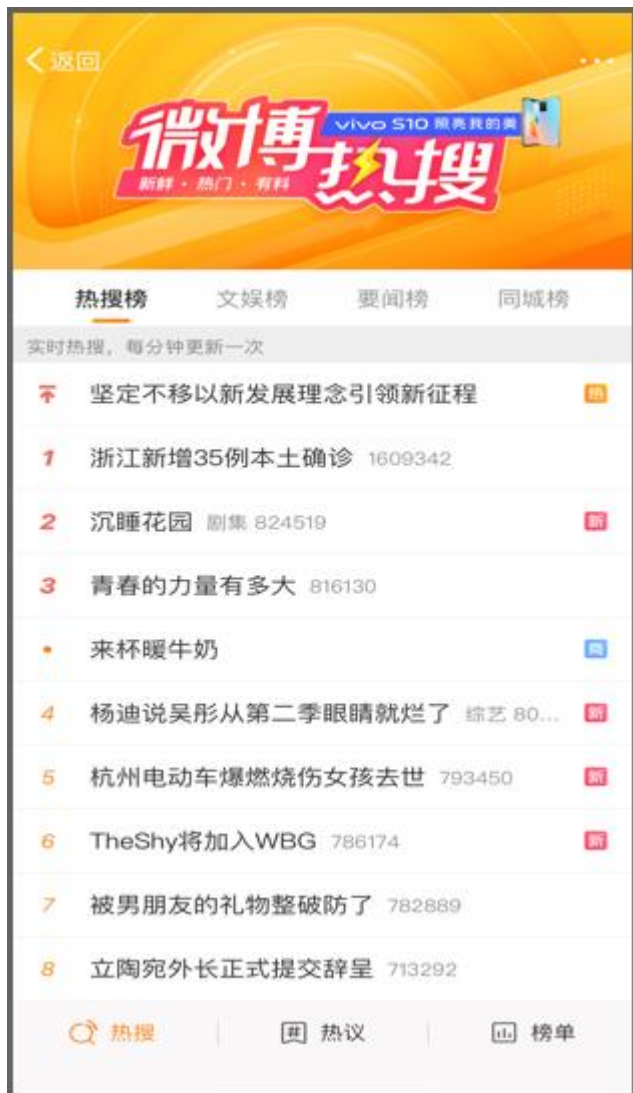 返回
微博热搜
vivo S10 照亮我的美
新鲜·热门·有料
热搜榜 文娱榜 要闻榜 同城榜
实时热搜，每分钟更新一次
坚定不移以新发展理念引领新征程 热
1 浙江新增35例本土确诊 1609342
2 沉睡花园 剧集 824519 新
3 青春的力量有多大 816130
来杯暖牛奶 商
4 杨迪说吴彤从第二季眼睛就烂了 综艺 80... 新
5 杭州电动车爆燃烧伤女孩去世 793450 新
6 TheShy将加入WBG 786174 新
7 被男朋友的礼物整破防了 782889
8 立陶宛外长正式提交辞呈 713292
热搜 # 热议 榜单